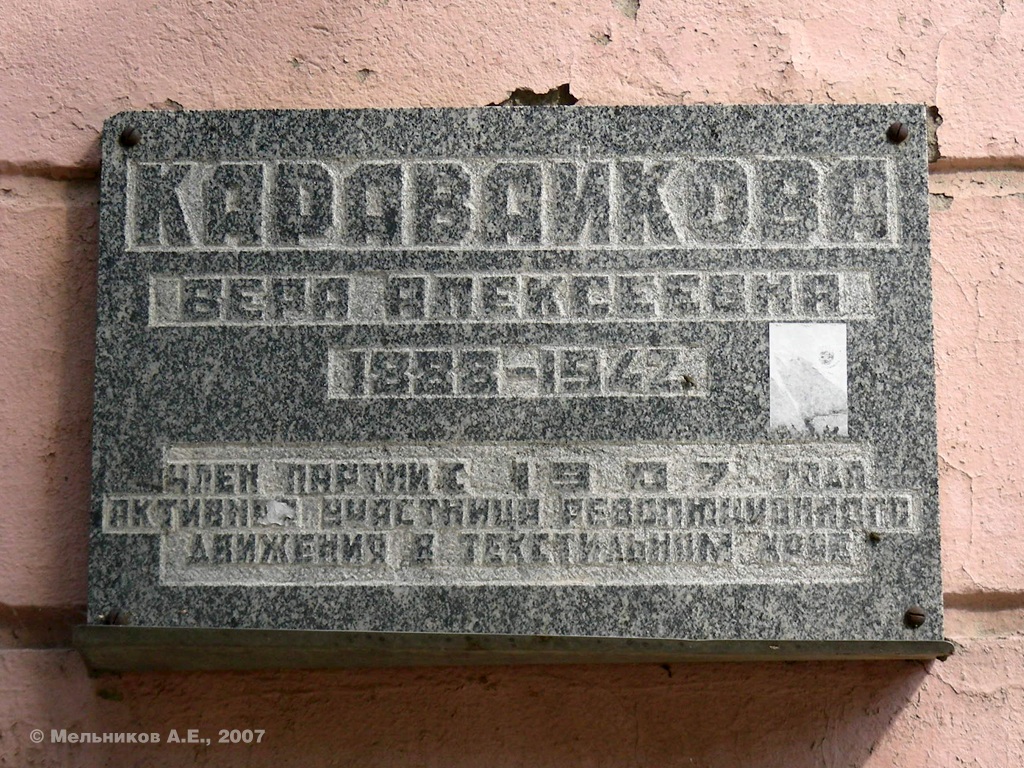 КАРАВАЙКОВА
ВЕРА АЛЕКСЕЕВНА
1888-1942
ЧЛЕН ПАРТИИ С 1907 ГОДА
АКТИВНАЯ УЧАСТНИЦА РЕВОЛЮЦИОННОГО
ДВИЖЕНИЯ В ТЕКСТИЛЬНОМ КРАЕ
© Мельников А.Е., 2007